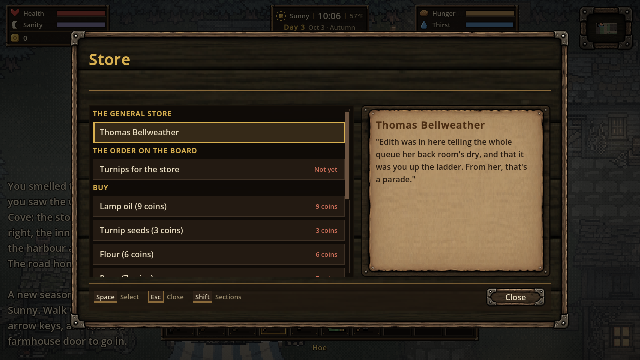 Health
Sanity
0
Sunny 10:06 57°F
Day 3 Oct 3 · Autumn
Hunger
Thirst
Store
THE GENERAL STORE
Thomas Bellweather
THE ORDER ON THE BOARD
Turnips for the store Not yet
BUY
Lamp oil (9 coins) 9 coins
Turnip seeds (3 coins) 3 coins
Flour (6 coins) 6 coins
Thomas Bellweather
"Edith was in here telling the whole
queue her back room's dry, and that it
was you up the ladder. From her, that's
a parade."
Space Select Esc Close Shift Sections
Close
You smelled
you saw the
Cove: the sto
right, the inn
the harbour.
The road hom
A new season
Sunny. Walk
arrow keys, a
farmhouse door to go in.
Hoe